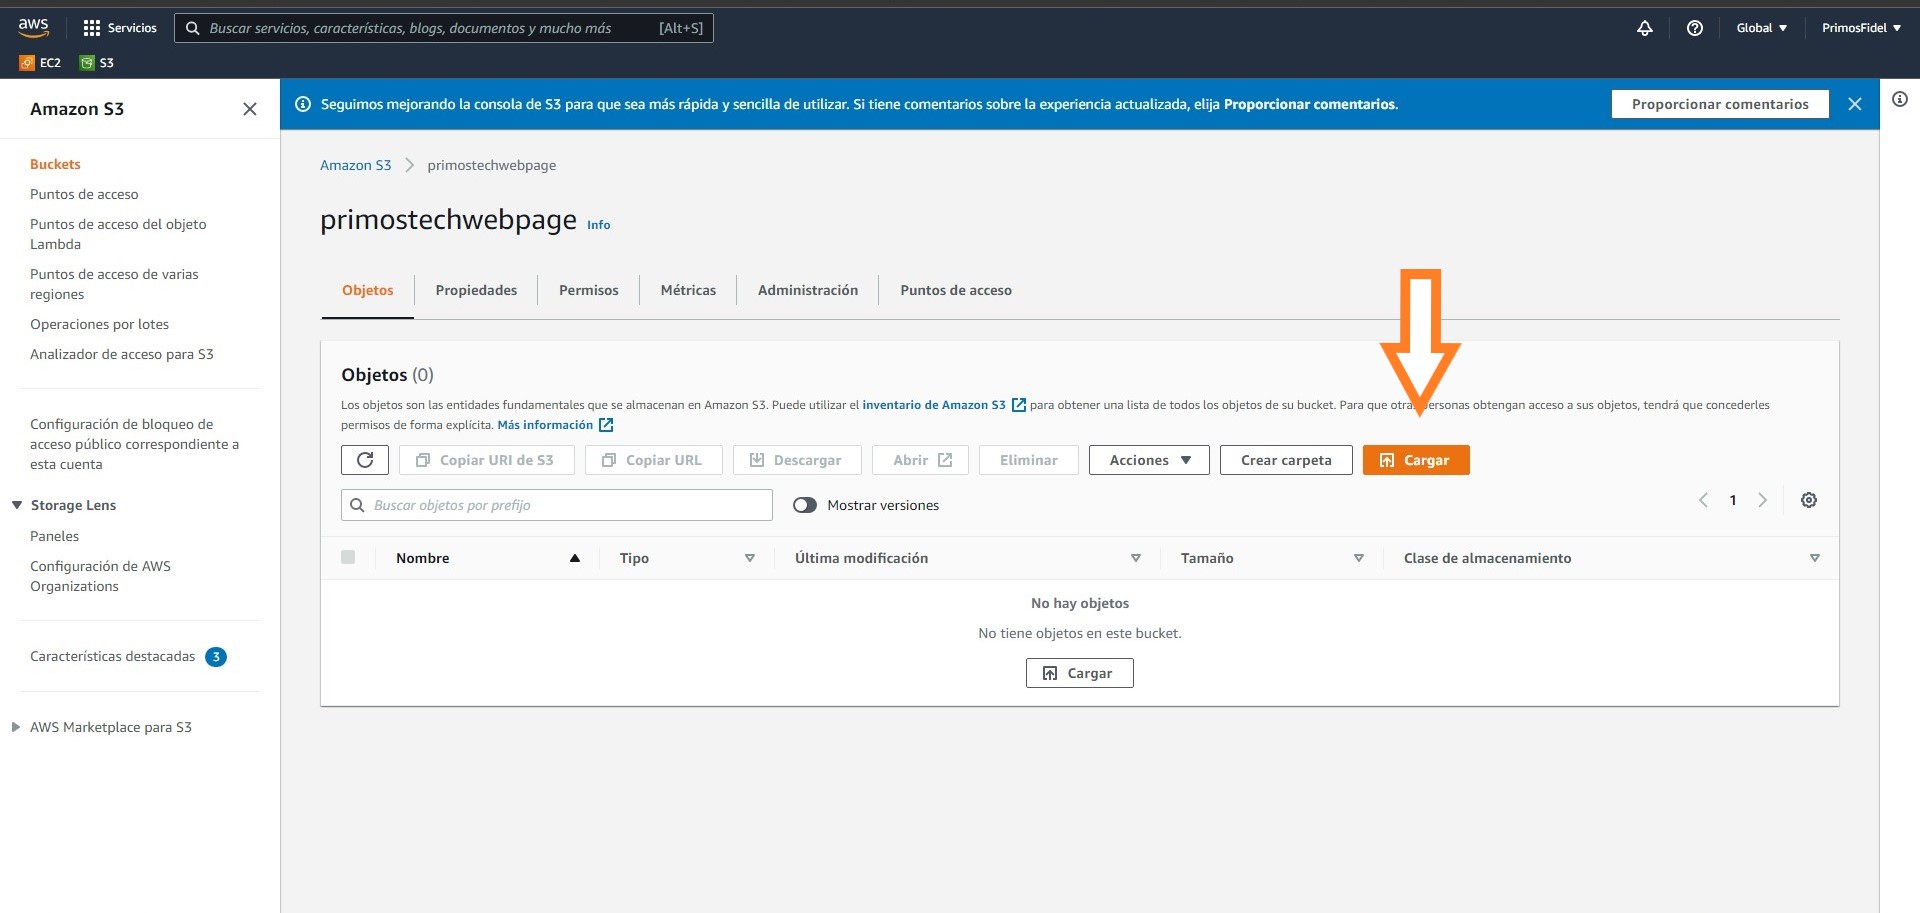 aws
Servicios
Buscar servicios, características, blogs, documentos y mucho más
[Alt+S]
Global
PrimosFidel
EC2
S3
Amazon S3
Buckets
Puntos de acceso
Puntos de acceso del objeto
Lambda
Puntos de acceso de varias
regiones
Operaciones por lotes
Analizador de acceso para S3
Configuración de bloqueo de
acceso público correspondiente a
esta cuenta
Storage Lens
Paneles
Configuración de AWS
Organizations
Características destacadas 3
AWS Marketplace para S3
Seguimos mejorando la consola de S3 para que sea más rápida y sencilla de utilizar. Si tiene comentarios sobre la experiencia actualizada, elija Proporcionar comentarios.
Proporcionar comentarios
Amazon S3 primostechwebpage
primostechwebpage Info
Objetos Propiedades Permisos Métricas Administración Puntos de acceso
Objetos (0)
Los objetos son las entidades fundamentales que se almacenan en Amazon S3. Puede utilizar el inventario de Amazon S3 para obtener una lista de todos los objetos de su bucket. Para que otras personas obtengan acceso a sus objetos, tendrá que concederles
permisos de forma explícita. Más información
Copiar URI de S3 Copiar URL Descargar Abrir Eliminar Acciones Crear carpeta Cargar
Buscar objetos por prefijo
Mostrar versiones
1
Nombre Tipo Última modificación Tamaño Clase de almacenamiento
No hay objetos
No tiene objetos en este bucket.
Cargar